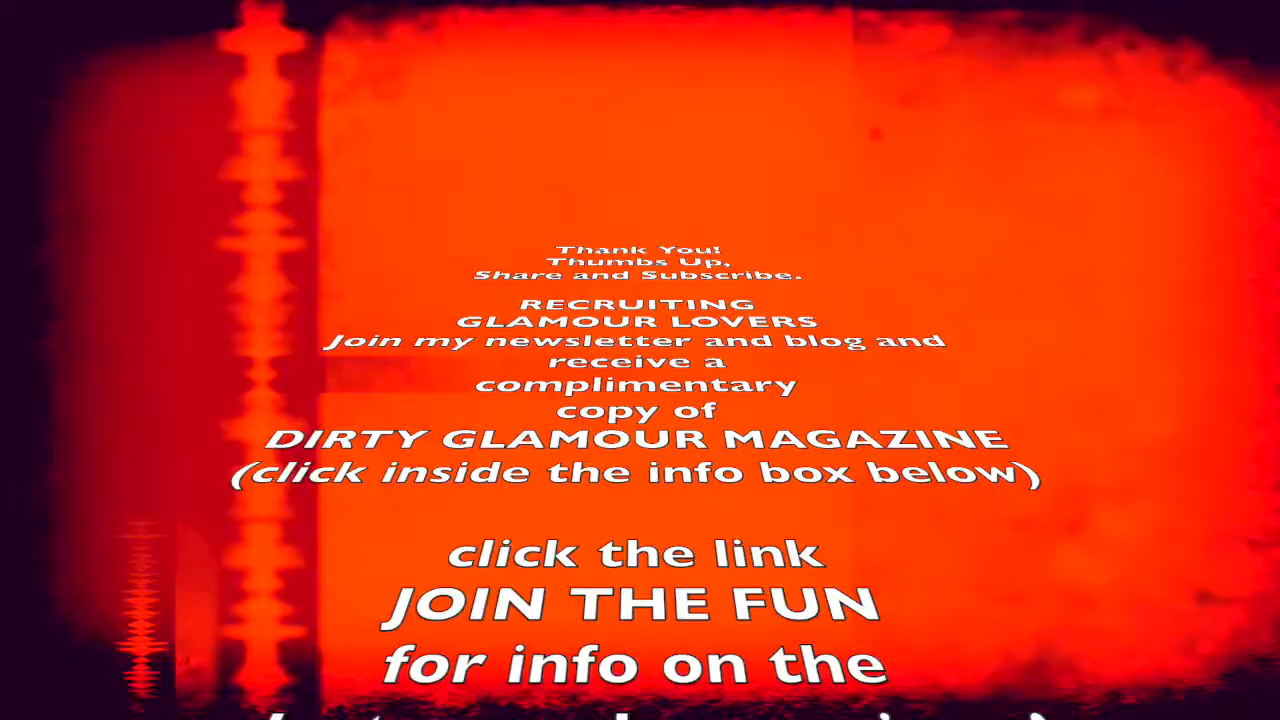 Thank You!
Thumbs Up,
Share and Subscribe.
RECRUITING
GLAMOUR LOVERS
Join my newsletter and blog and
receive a
complimentary
copy of
DIRTY GLAMOUR MAGAZINE
(click inside the info box below)
click the link
JOIN THE FUN
for info on the